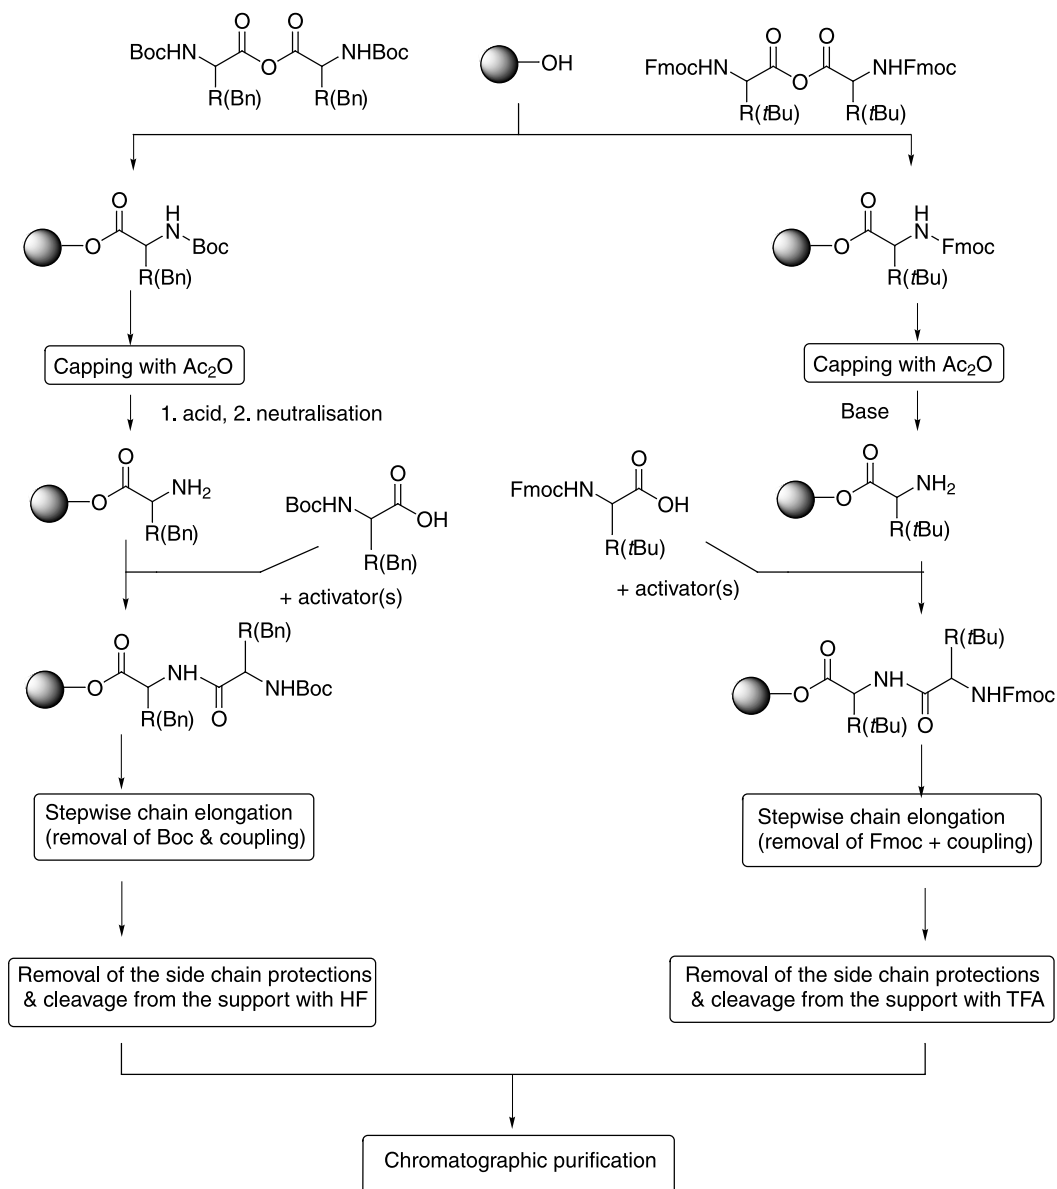 O O
BocHN O NHBoc
R(Bn) R(Bn)
OH
O O
FmocHN O NHFmoc
R(tBu) R(tBu)
O H
O N Boc
R(Bn)
O H
O N Fmoc
R(tBu)
Capping with Ac2O
Capping with Ac2O
1. acid, 2. neutralisation
Base
O
O NH2
R(Bn)
O
BocHN OH
R(Bn)
+ activator(s)
O
FmocHN OH
R(tBu)
+ activator(s)
O
O NH2
R(tBu)
R(Bn)
O
O NH NHBoc
R(Bn) O
R(tBu)
O
O NH NHFmoc
R(tBu) O
Stepwise chain elongation
(removal of Boc & coupling)
Stepwise chain elongation
(removal of Fmoc + coupling)
Removal of the side chain protections
& cleavage from the support with HF
Removal of the side chain protections
& cleavage from the support with TFA
Chromatographic purification